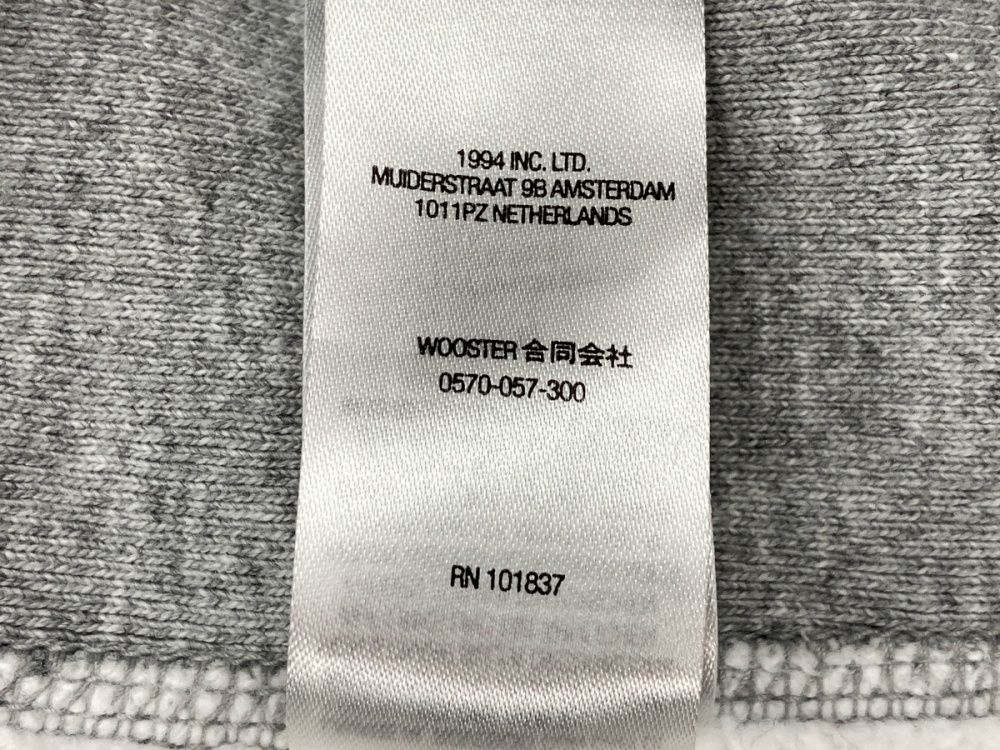 1994 INC. LTD.
MUIDERSTRAAT 9B AMSTERDAM
1011PZ NETHERLANDS
WOOSTER 合同会社
0570-057-300
RN 101837